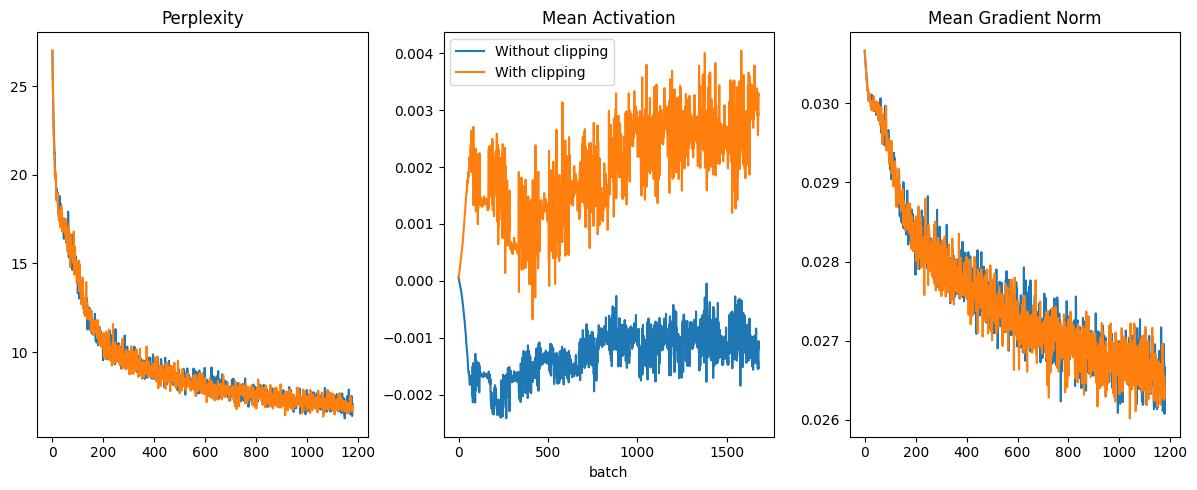 Perplexity
25
20
15
10
0 200 400 600 800 1000 1200
Mean Activation
Without clipping
With clipping
0.004
0.003
0.002
0.001
0.000
−0.001
−0.002
0 500 1000 1500
batch
Mean Gradient Norm
0.030
0.029
0.028
0.027
0.026
0 200 400 600 800 1000 1200